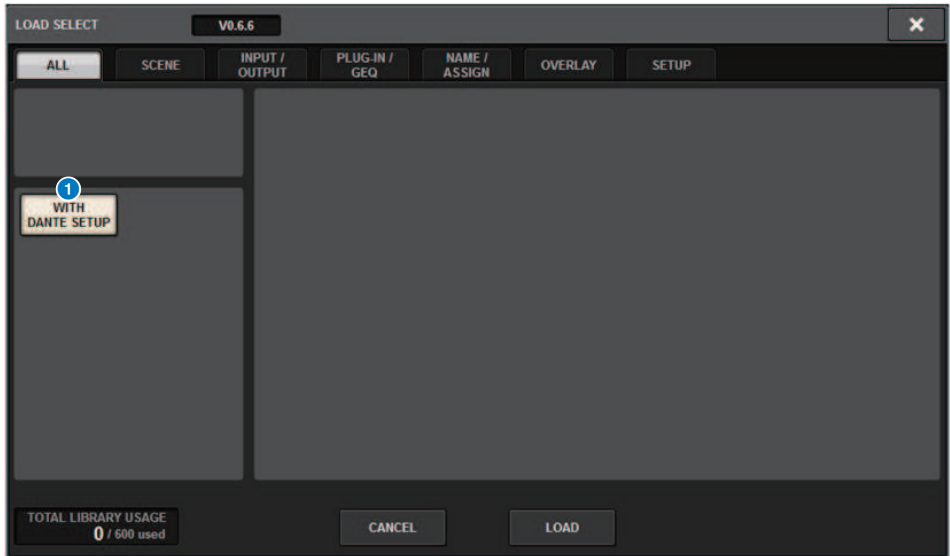 LOAD SELECT
V0.6.6
ALL
SCENE
INPUT /
OUTPUT
PLUG-IN /
GEQ
NAME /
ASSIGN
OVERLAY
SETUP
1
WITH
DANTE SETUP
TOTAL LIBRARY USAGE
0 / 600 used
CANCEL
LOAD